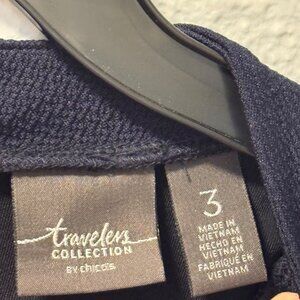 travelers
COLLECTION
BY chico's
3
MADE IN
VIETNAM
HECHO EN
VIETNAM
FABRIQUÉ EN
VIETNAM